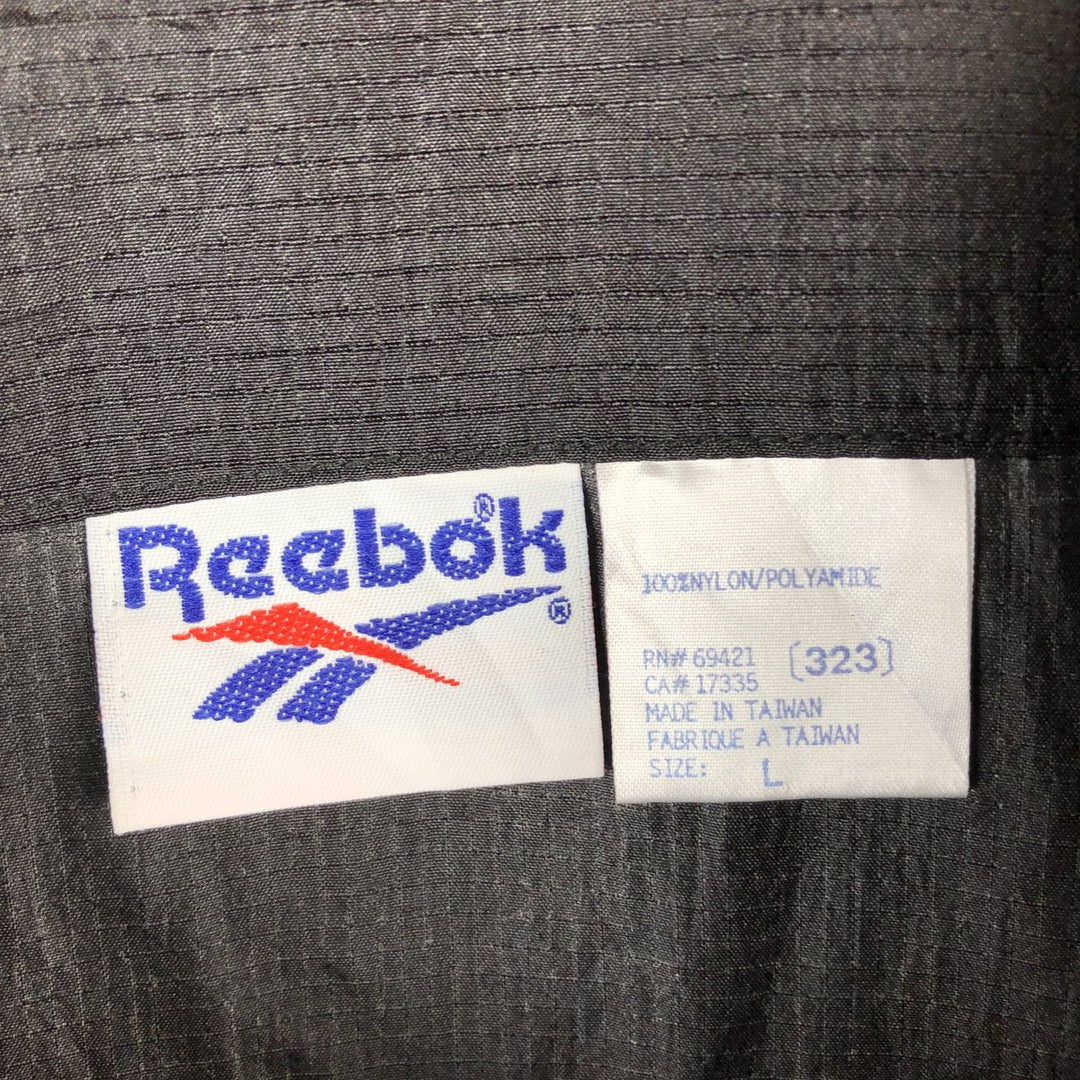 Reebok®
®
100%NYLON/POLYAMIDE
RN# 69421 [323]
CA# 17335
MADE IN TAIWAN
FABRIQUE A TAIWAN
SIZE: L